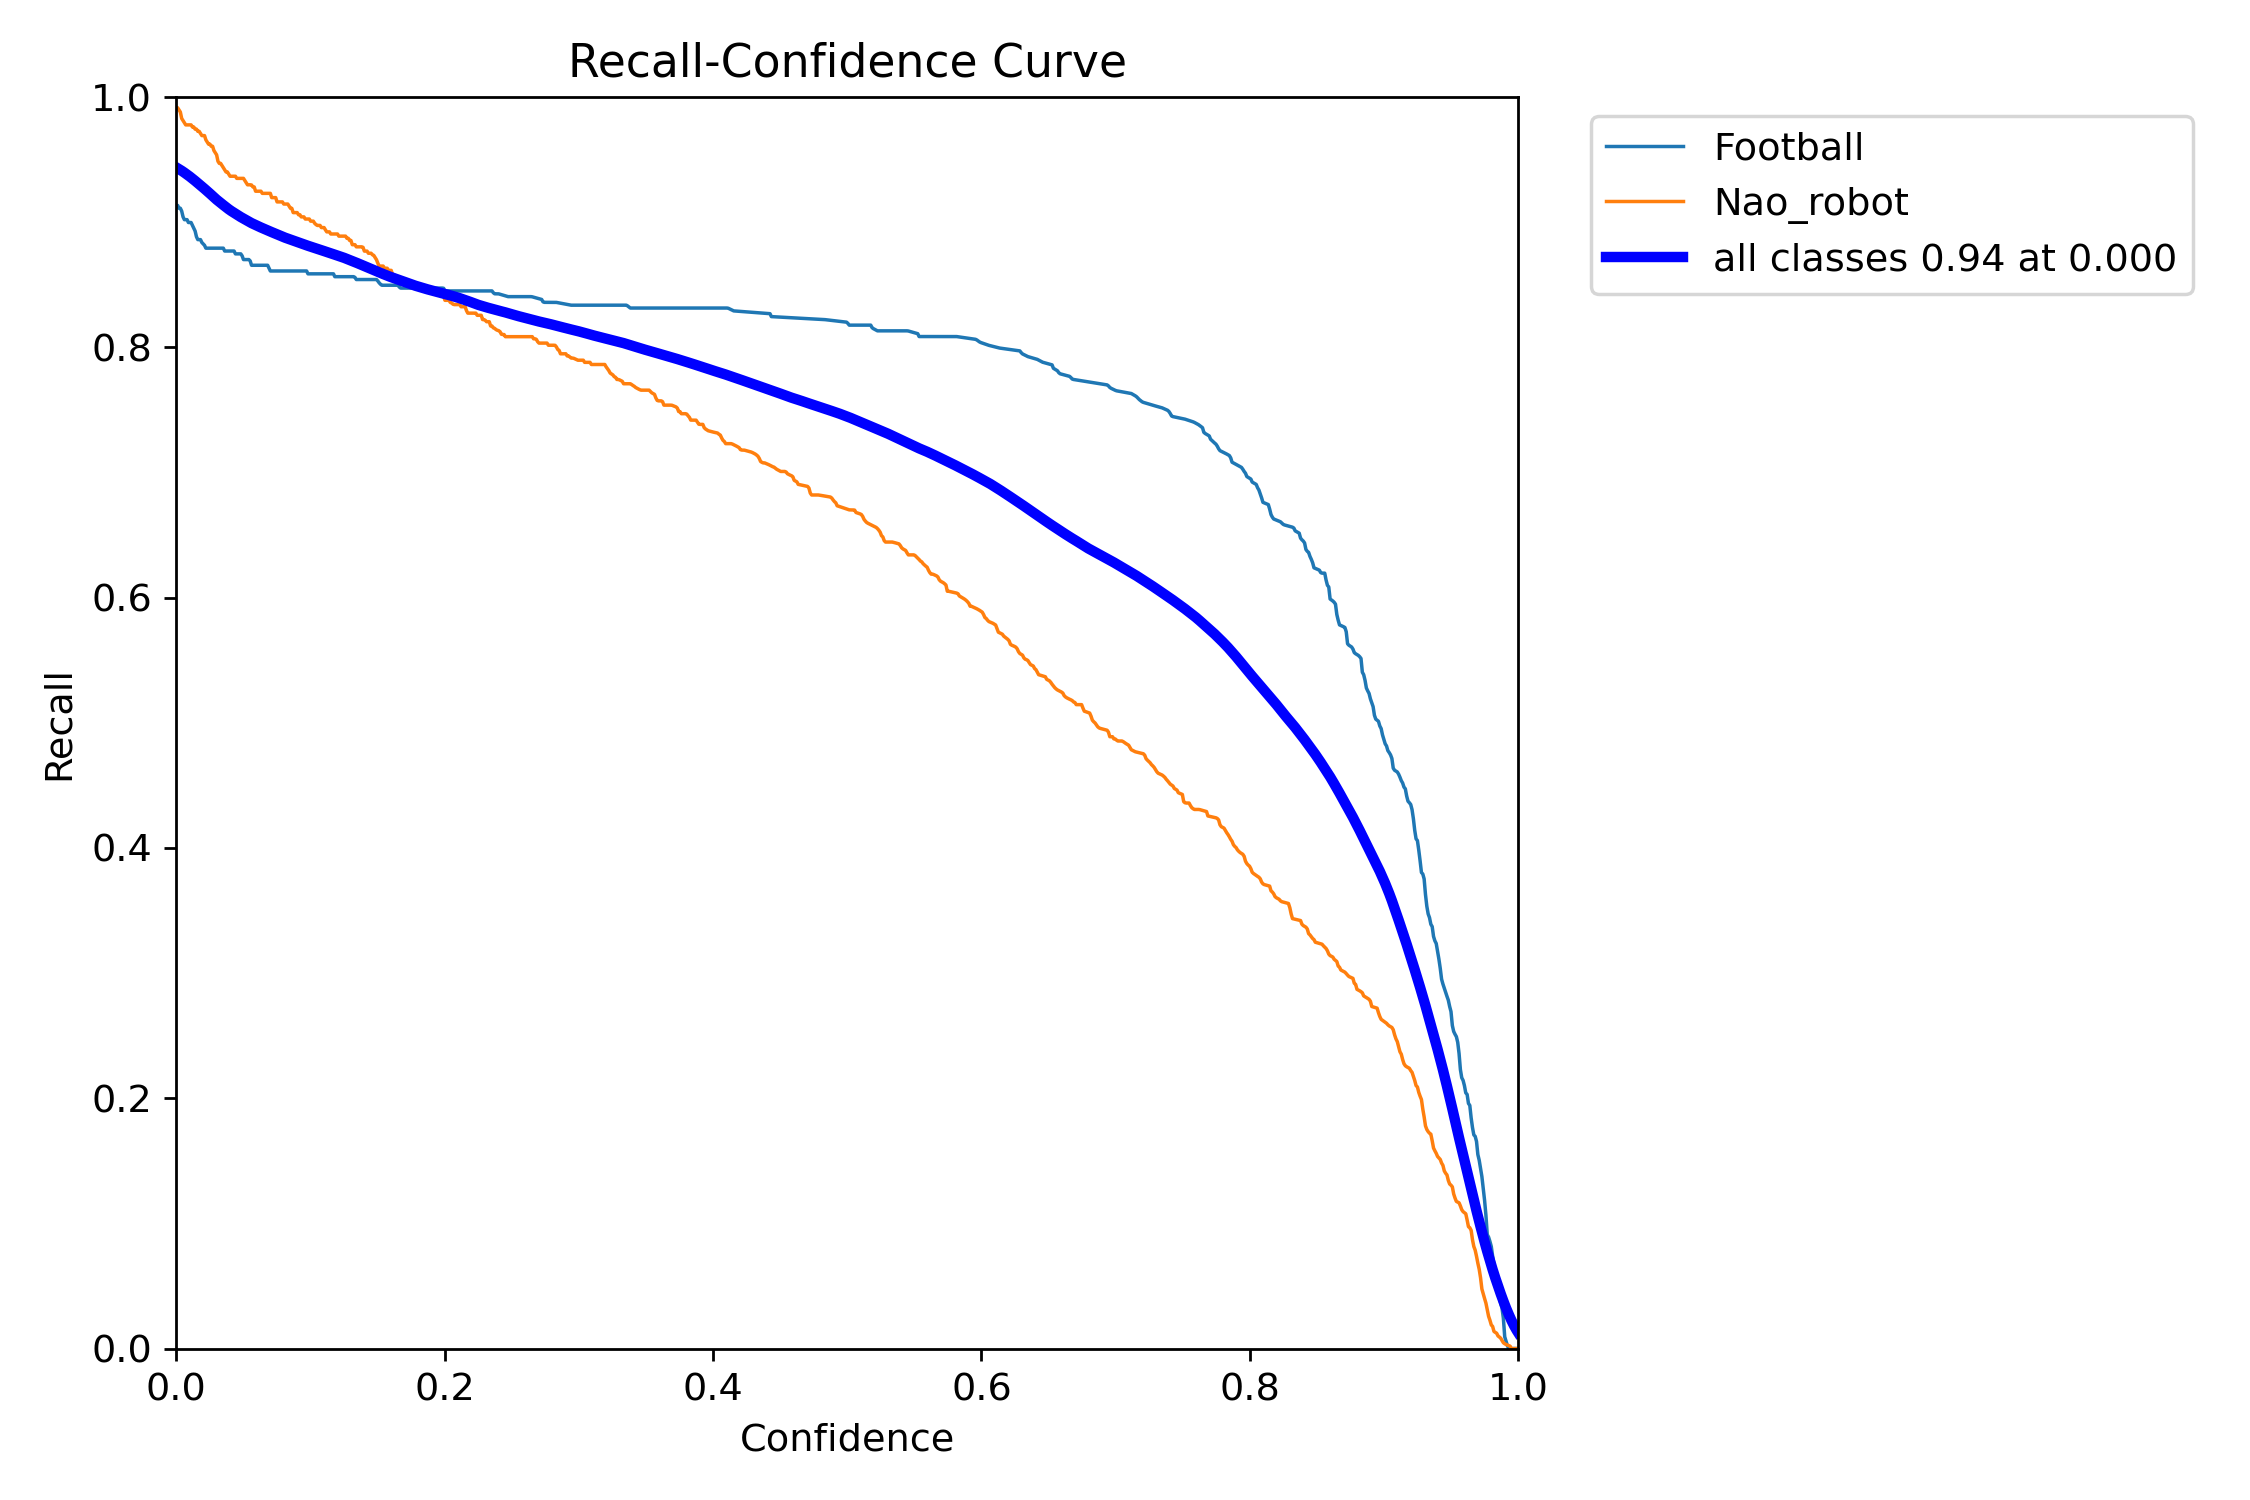 Recall-Confidence Curve
1.0
0.8
0.6
0.4
0.2
0.0
Recall
0.0 0.2 0.4 0.6 0.8 1.0
Confidence
Football
Nao_robot
all classes 0.94 at 0.000